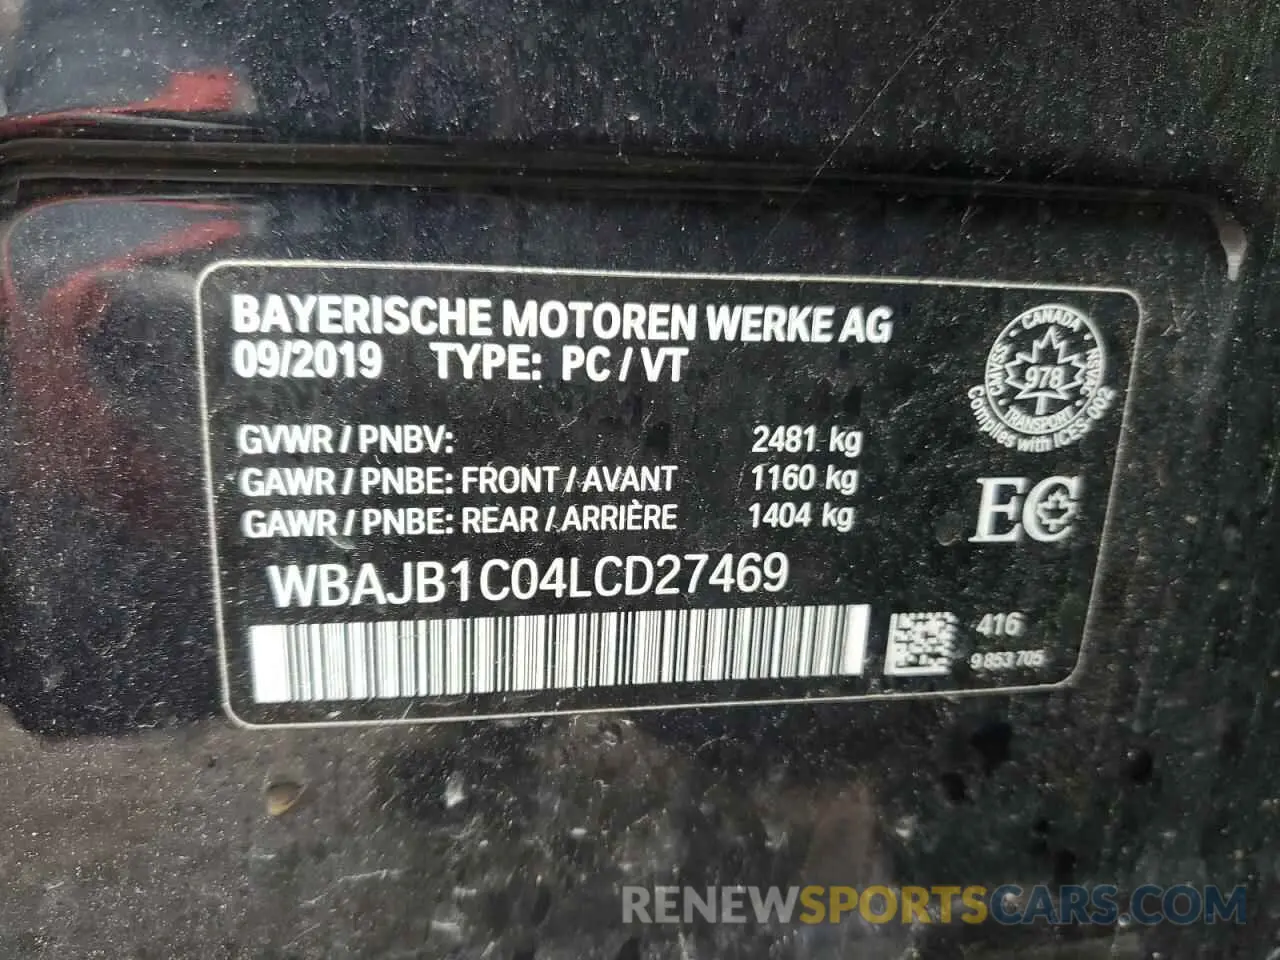 BAYERISCHE MOTOREN WERKE AG
09/2019 TYPE: PC / VT
GVWR / PNBV: 2481 kg
GAWR / PNBE: FRONT / AVANT 1160 kg
GAWR / PNBE: REAR / ARRIÈRE 1404 kg
WBAJB1C04LCD27469
CANADA
CMVSS
NSVAC
978
TRANSPORT
Complies with ICES-002
EC
416
9 853 705
RENEWSPORTSCARS.COM